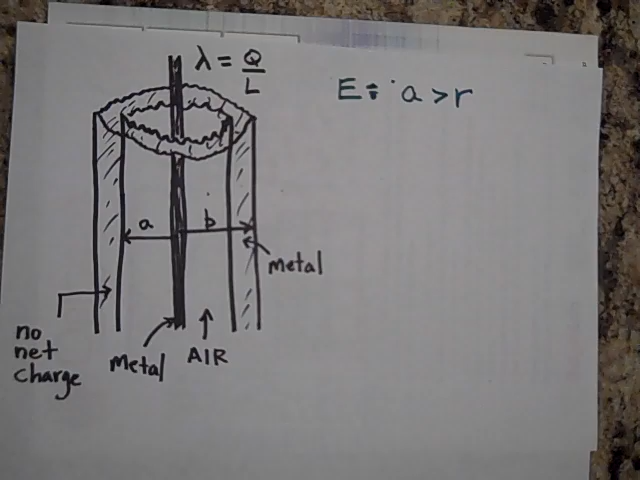 λ = Q/L
E: a > r
a
b
metal
no
net
charge
Metal
AIR